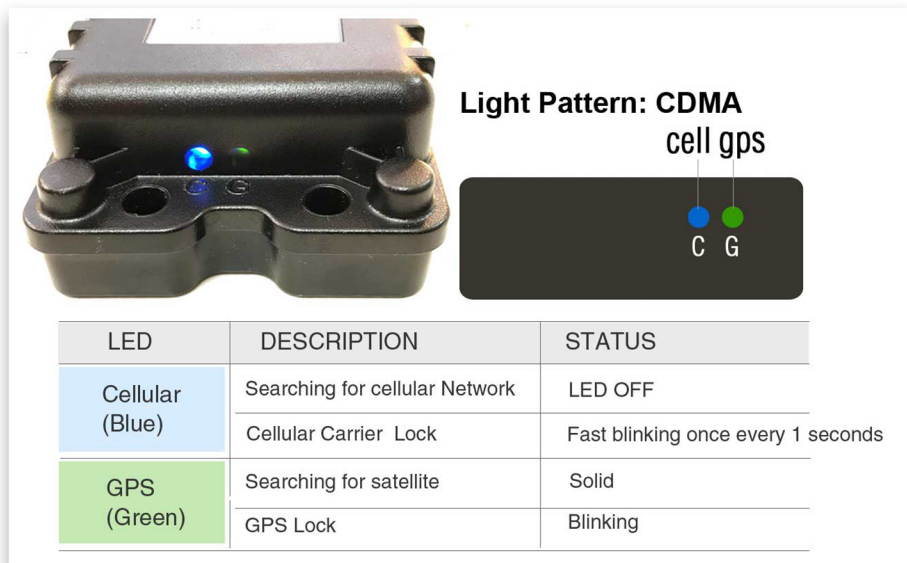 C G
Light Pattern: CDMA
cell gps
C G
LED DESCRIPTION STATUS
Cellular
(Blue)
Searching for cellular Network LED OFF
Cellular Carrier Lock Fast blinking once every 1 seconds
GPS
(Green)
Searching for satellite Solid
GPS Lock Blinking